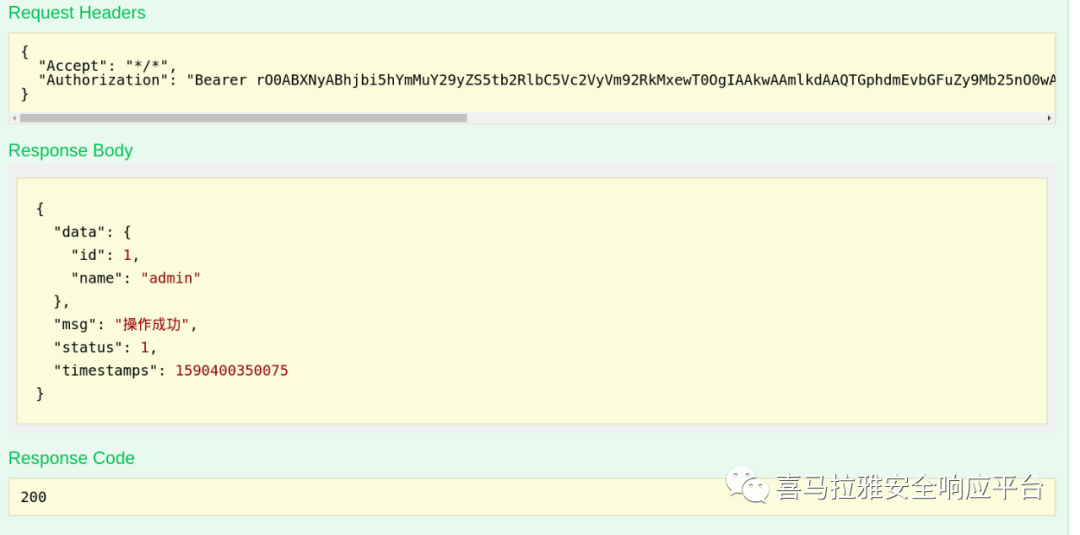 Request Headers
{
"Accept": "*/*",
"Authorization": "Bearer rO0ABXNyABhjbi5hYmMuY29yZS5tb2RlbC5Vc2VyVm92RkMxewT0OgIAAkwAAmlkdAAQTGphdmEvbGFuZy9Mb25nO0wA
}
Response Body
{
"data": {
"id": 1,
"name": "admin"
},
"msg": "操作成功",
"status": 1,
"timestamps": 1590400350075
}
Response Code
200
喜马拉雅安全响应平台